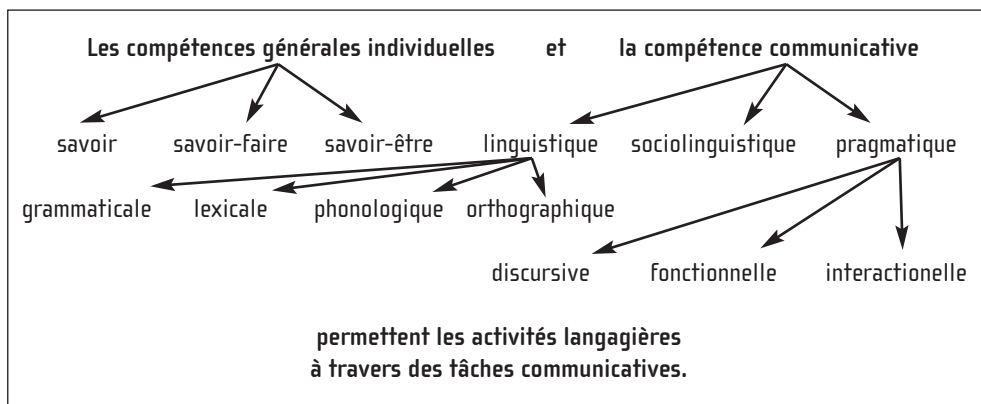 Les compétences générales individuelles et la compétence communicative
savoir savoir-faire savoir-être linguistique sociolinguistique pragmatique
grammaticale lexicale phonologique orthographique
discursive fonctionnelle interactionelle
permettent les activités langagières
à travers des tâches communicatives.